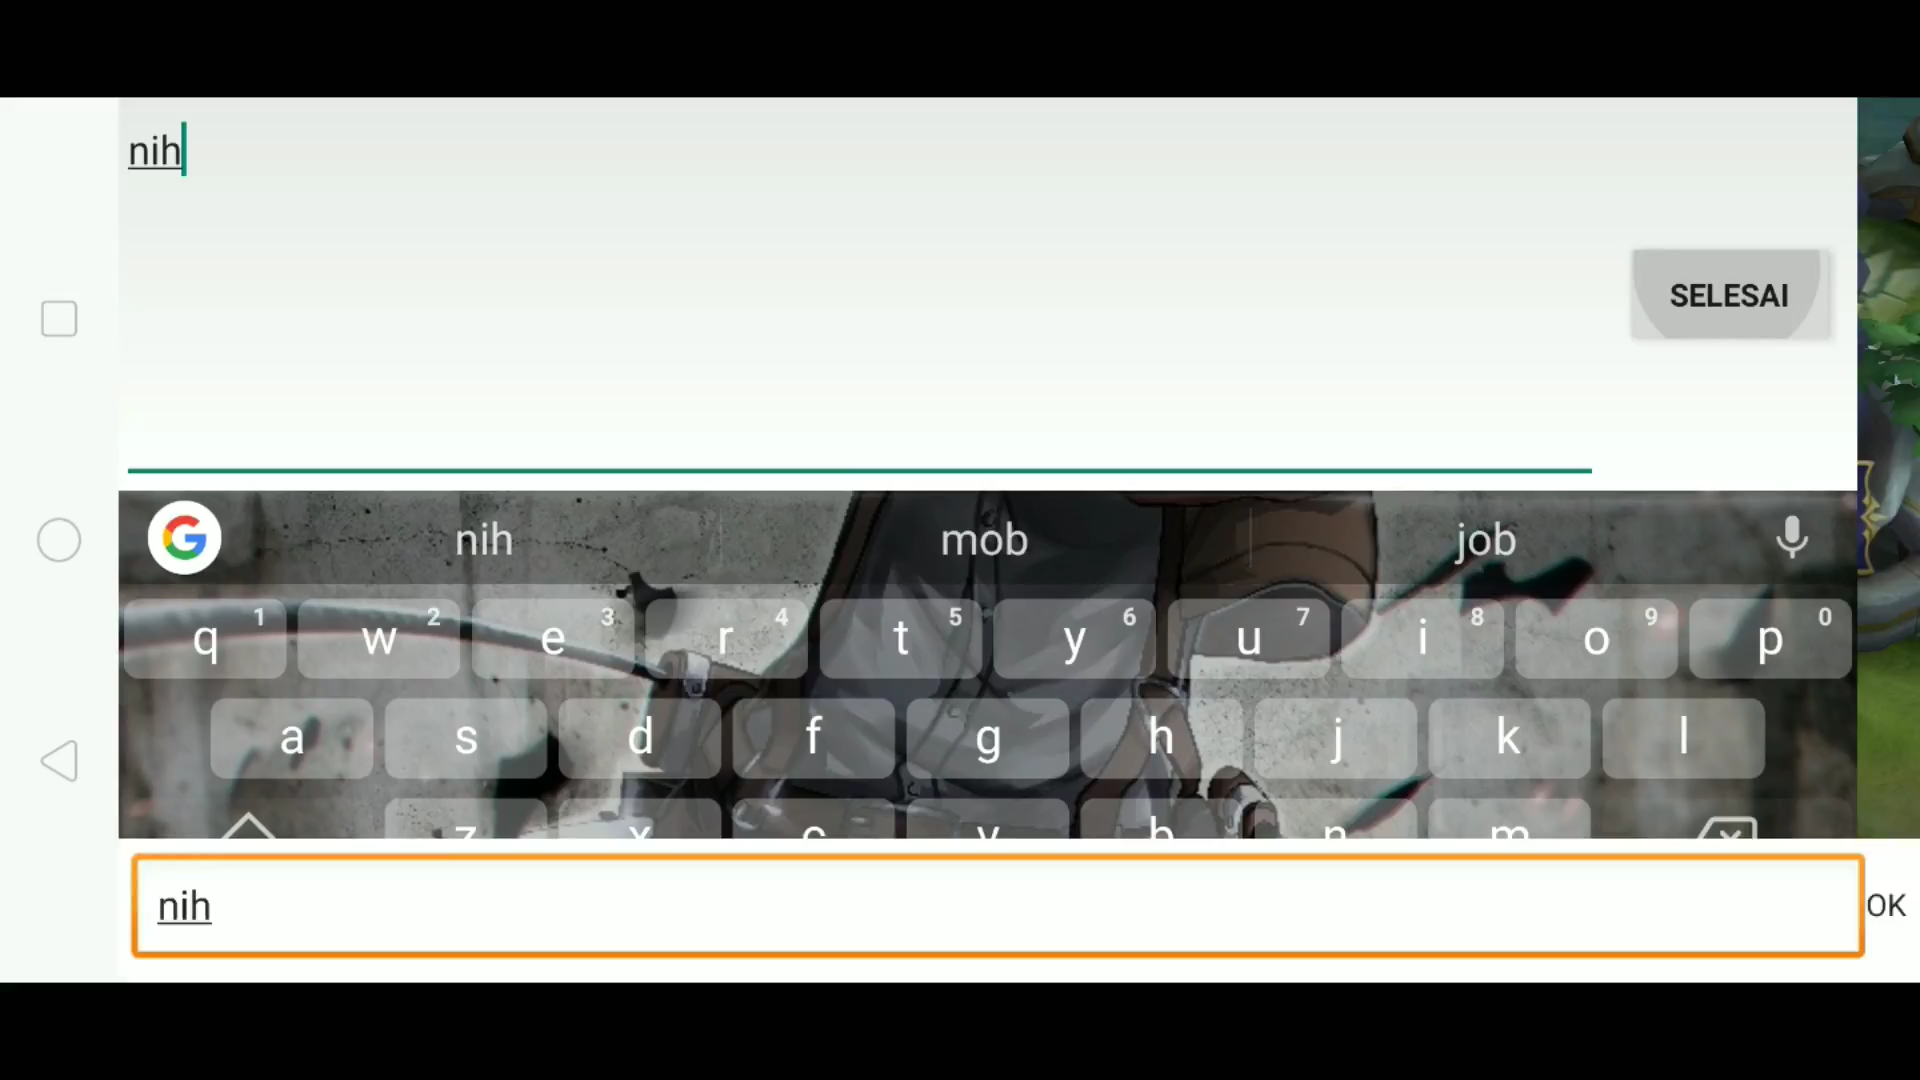 nih
SELESAI
nih mob job
q 1 w 2 e 3 r 4 t 5 y 6 u 7 i 8 o 9 p 0
a s d f g h j k l
z x c v b n m
nih OK